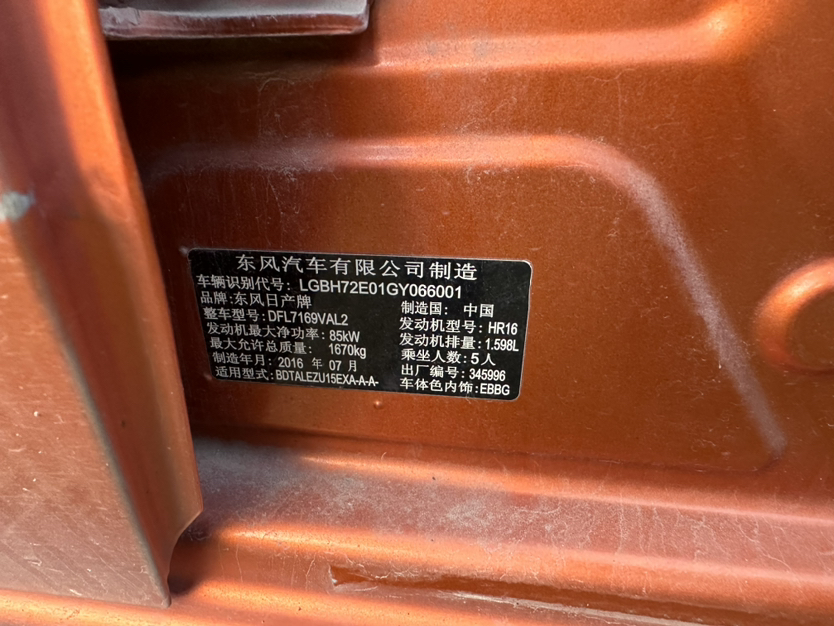 东风汽车有限公司制造
车辆识别代号: LGBH72E01GY066001
品牌:东风日产牌 制造国: 中国
整车型号:DFL7169VAL2 发动机型号: HR16
发动机最大净功率: 85kW 发动机排量: 1.598L
最大允许总质量: 1670kg 乘坐人数: 5人
制造年月: 2016 年 07 月 出厂编号: 345996
适用型式: BDTALEZU15EXA-A-A- 车体色内饰:EBBG